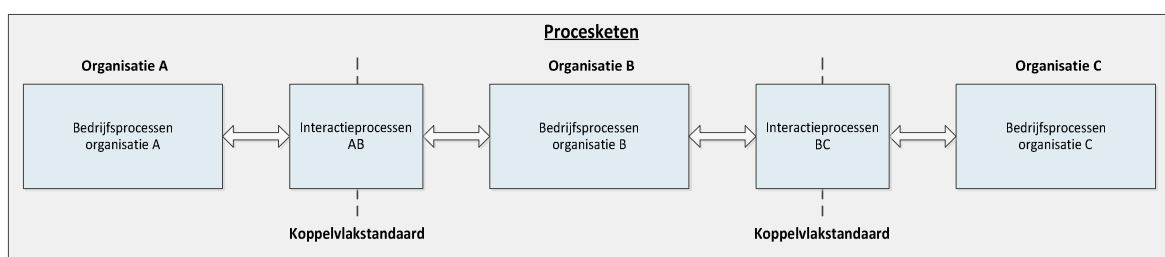 Procesketen
Organisatie A
Organisatie B
Organisatie C
Bedrijfsprocessen
organisatie A
Interactieprocessen
AB
Bedrijfsprocessen
organisatie B
Interactieprocessen
BC
Bedrijfsprocessen
organisatie C
Koppelvlakstandaard
Koppelvlakstandaard